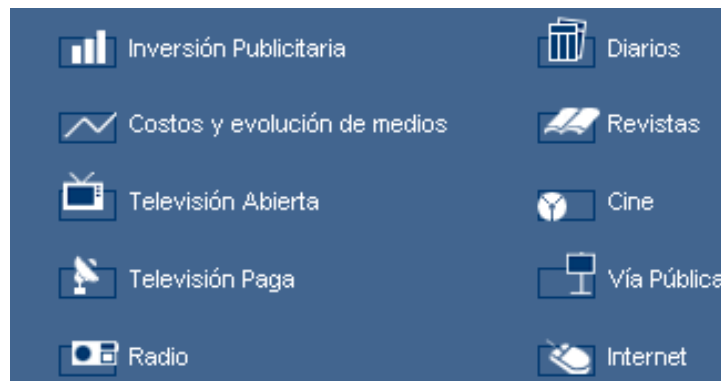 Inversión Publicitaria
Costos y evolución de medios
Televisión Abierta
Televisión Paga
Radio
Diarios
Revistas
Cine
Vía Pública
Internet